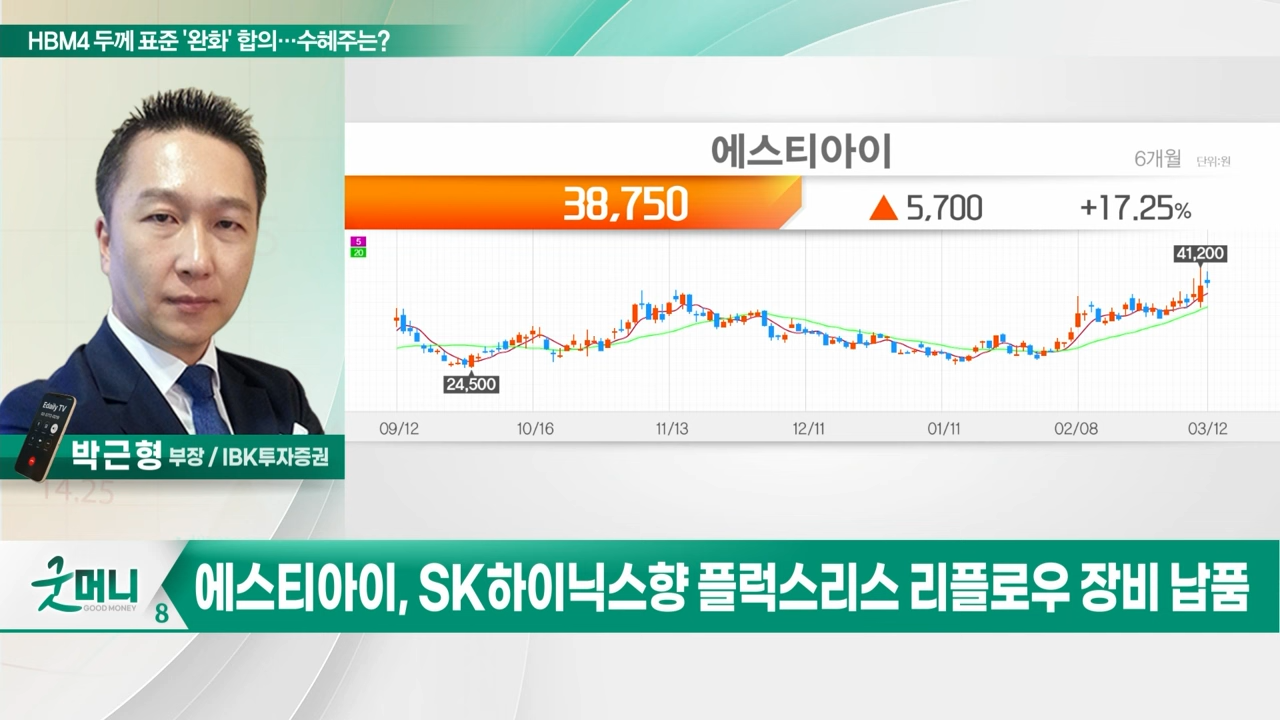 HBM4 두께 표준 '완화' 합의…수혜주는?
에스티아이
6개월 단위:원
38,750 ▲ 5,700 +17.25%
5
20
41,200
24,500
09/12 10/16 11/13 12/11 01/11 02/08 03/12
Edaily TV
박근형 부장 / IBK투자증권
14.25
굿머니
GOOD MONEY
8
에스티아이, SK하이닉스향 플럭스리스 리플로우 장비 납품